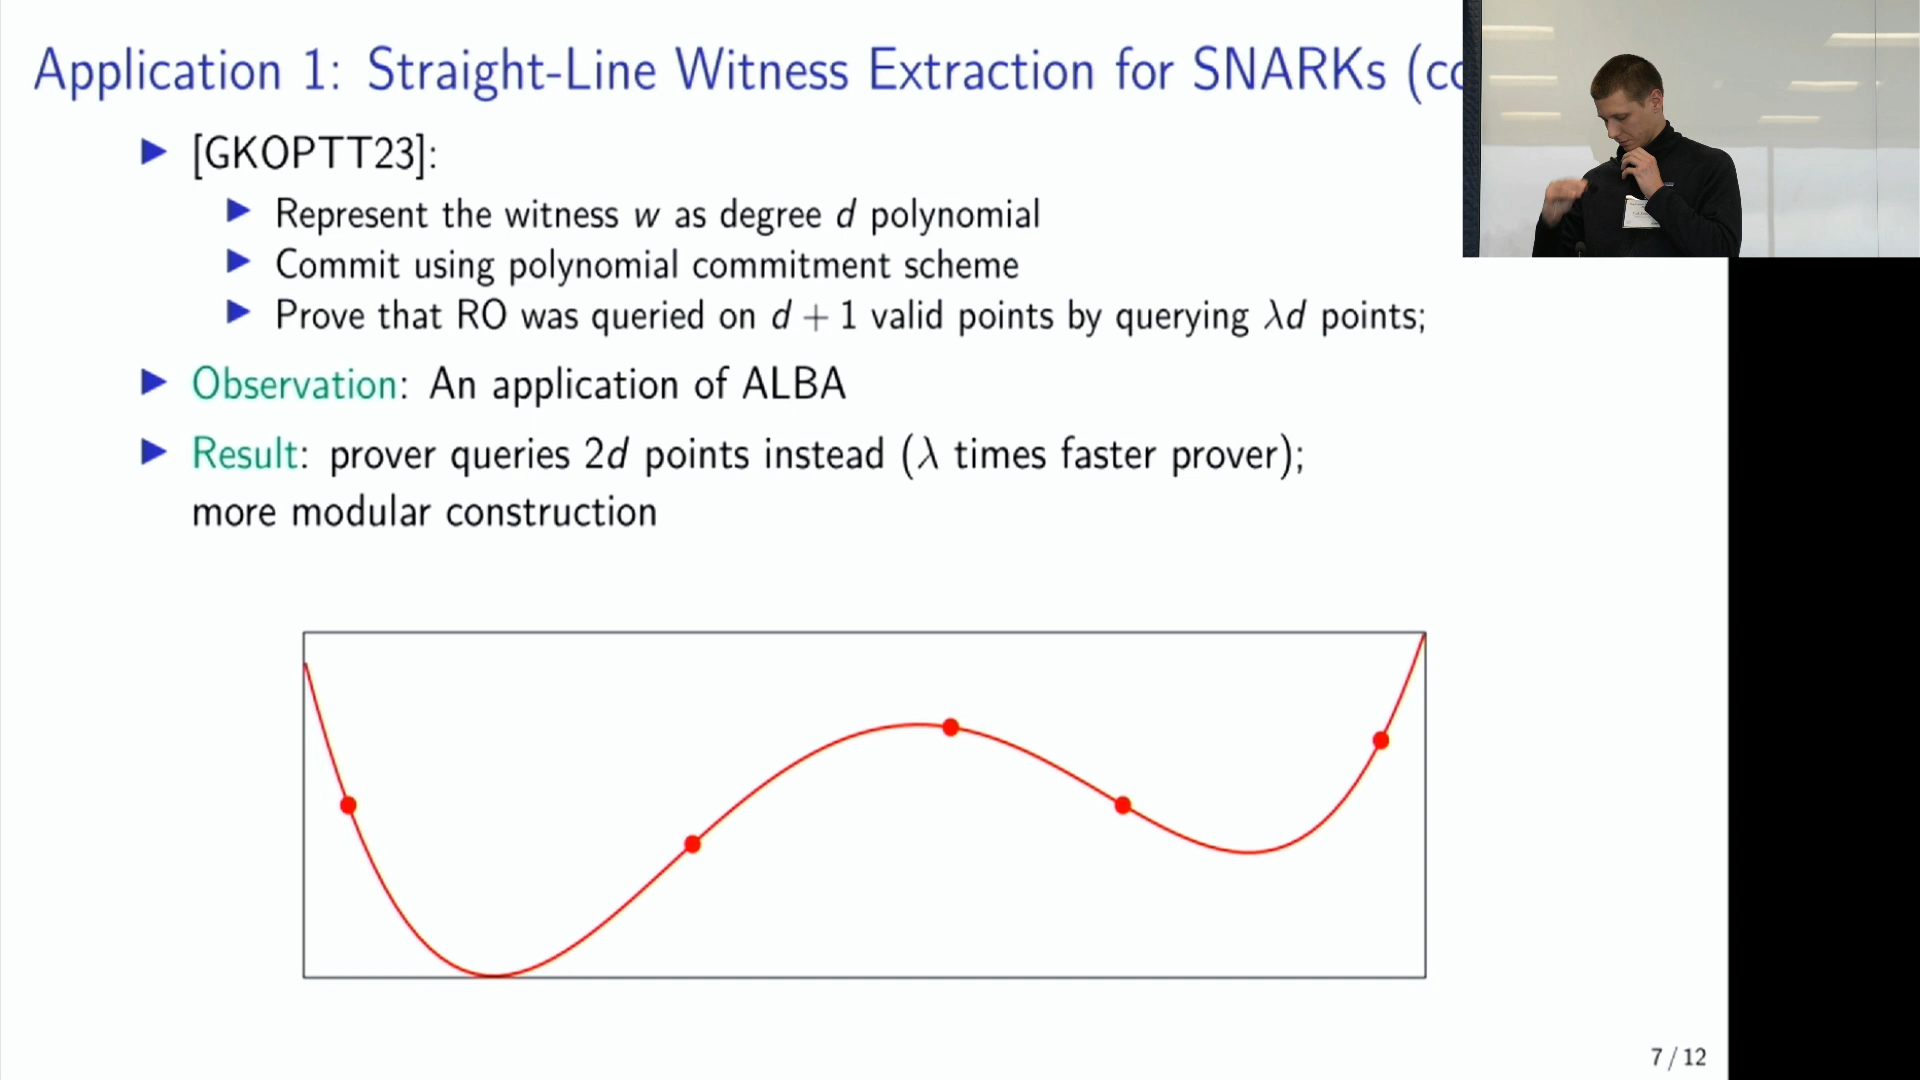 Application 1: Straight-Line Witness Extraction for SNARKs (co
[GKOPTT23]:
Represent the witness w as degree d polynomial
Commit using polynomial commitment scheme
Prove that RO was queried on d + 1 valid points by querying λd points;
Observation: An application of ALBA
Result: prover queries 2d points instead (λ times faster prover);
more modular construction
7 / 12